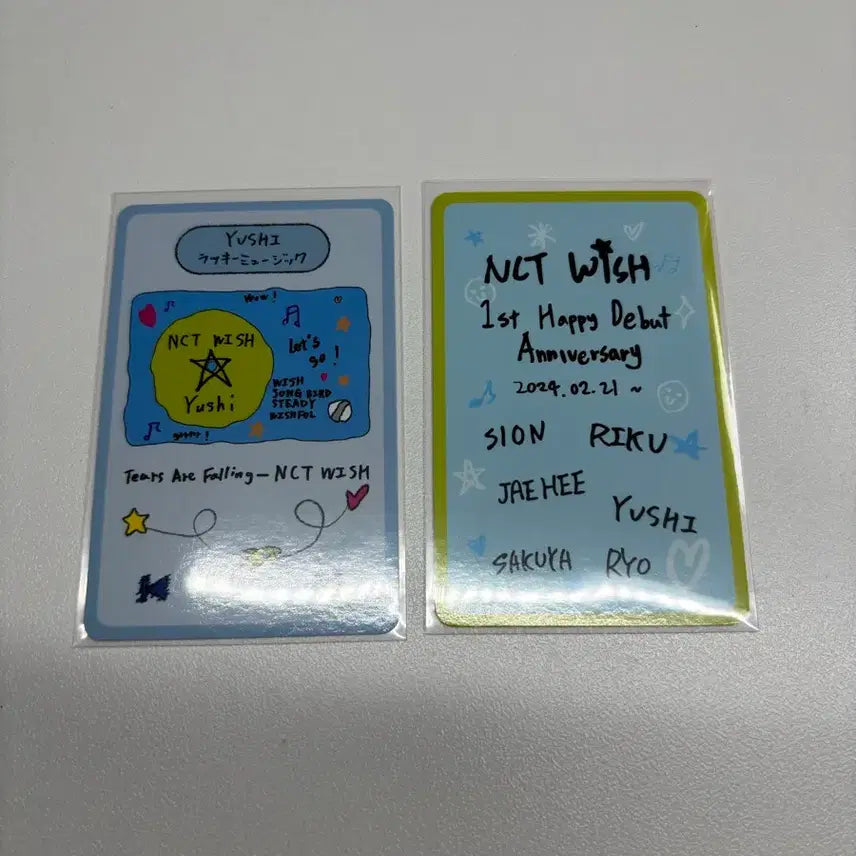 YUSHI
ラッキーミュージック
Wow!
NCT WISH
Yushi
Let's
go!
WISH
SONG BIRD
STEADY
WISHFUL
Tears Are Falling — NCT WISH
NCT WISH
1st Happy Debut
Anniversary
2024.02.21 ~
SION RIKU
JAEHEE
YUSHI
SAKUYA RYO